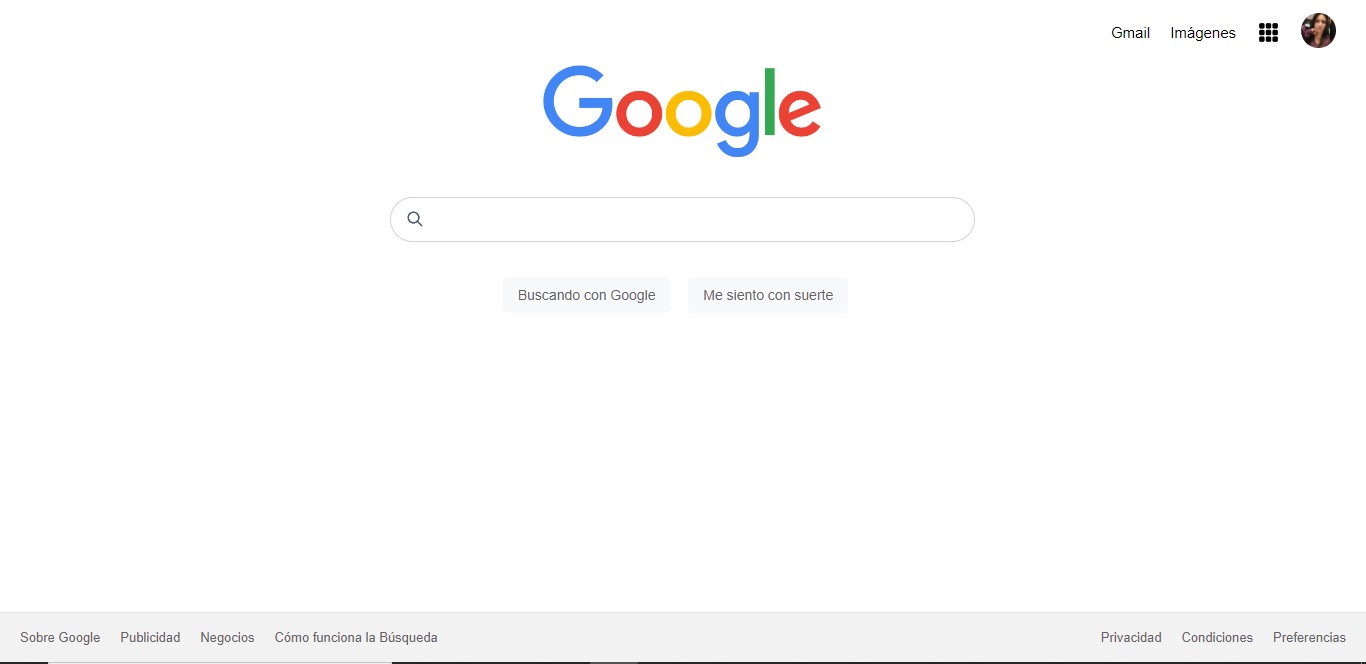 Gmail Imágenes
Google
Buscando con Google Me siento con suerte
Sobre Google Publicidad Negocios Cómo funciona la Búsqueda Privacidad Condiciones Preferencias